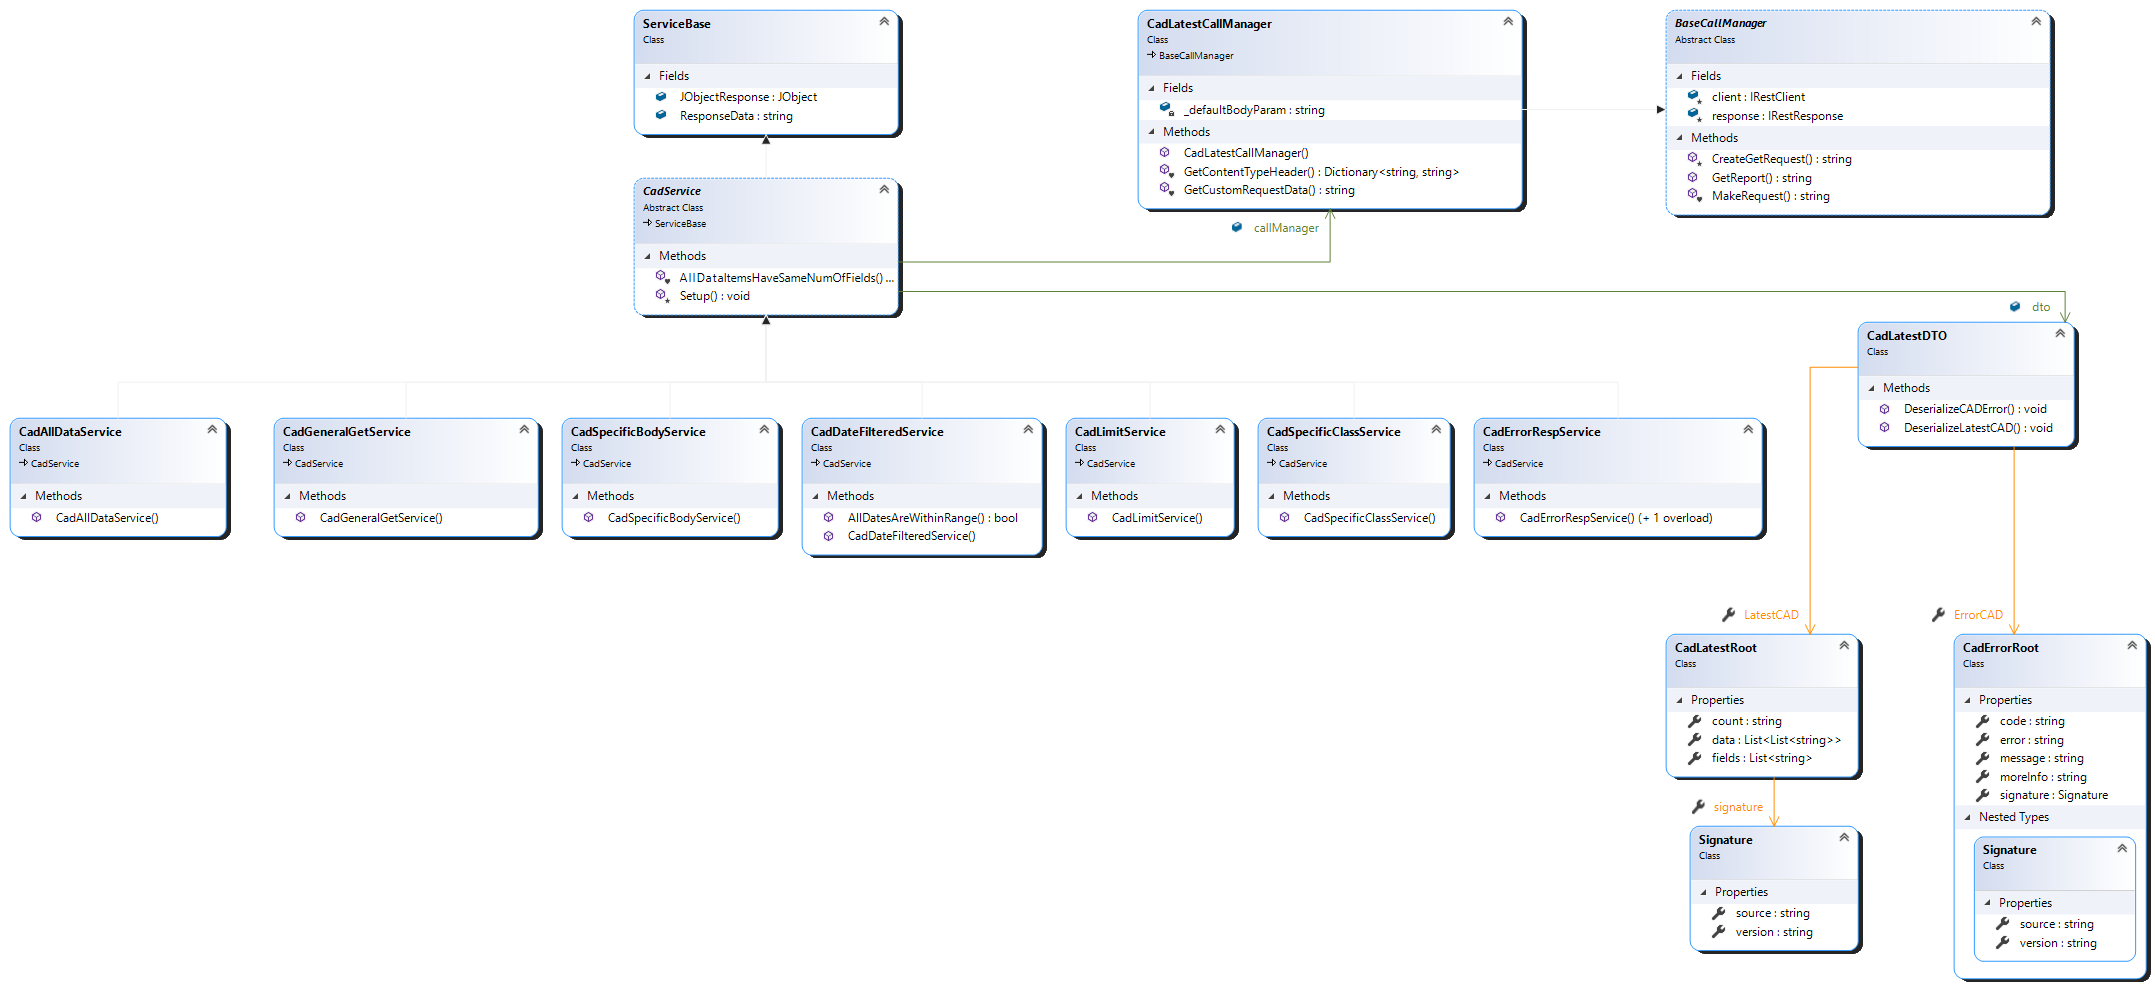 ServiceBase
Class
Fields
JObjectResponse : JObject
ResponseData : string
CadLatestCallManager
Class
BaseCallManager
Fields
_defaultBodyParam : string
Methods
CadLatestCallManager()
GetContentTypeHeader() : Dictionary<string, string>
GetCustomRequestData() : string
BaseCallManager
Abstract Class
Fields
client : IRestClient
response : IRestResponse
Methods
CreateGetRequest() : string
GetReport() : string
MakeRequest() : string
CadService
Abstract Class
ServiceBase
Methods
AllDataItemsHaveSameNumOfFields() ...
Setup() : void
callManager
dto
CadLatestDTO
Class
Methods
DeserializeCADError() : void
DeserializeLatestCAD() : void
CadAllDataService
Class
CadService
Methods
CadAllDataService()
CadGeneralGetService
Class
CadService
Methods
CadGeneralGetService()
CadSpecificBodyService
Class
CadService
Methods
CadSpecificBodyService()
CadDateFilteredService
Class
CadService
Methods
AllDatesAreWithinRange() : bool
CadDateFilteredService()
CadLimitService
Class
CadService
Methods
CadLimitService()
CadSpecificClassService
Class
CadService
Methods
CadSpecificClassService()
CadErrorRespService
Class
CadService
Methods
CadErrorRespService() (+ 1 overload)
LatestCAD
ErrorCAD
CadLatestRoot
Class
Properties
count : string
data : List<List<string>>
fields : List<string>
signature
Signature
Class
Properties
source : string
version : string
CadErrorRoot
Class
Properties
code : string
error : string
message : string
moreInfo : string
signature : Signature
Nested Types
Signature
Class
Properties
source : string
version : string